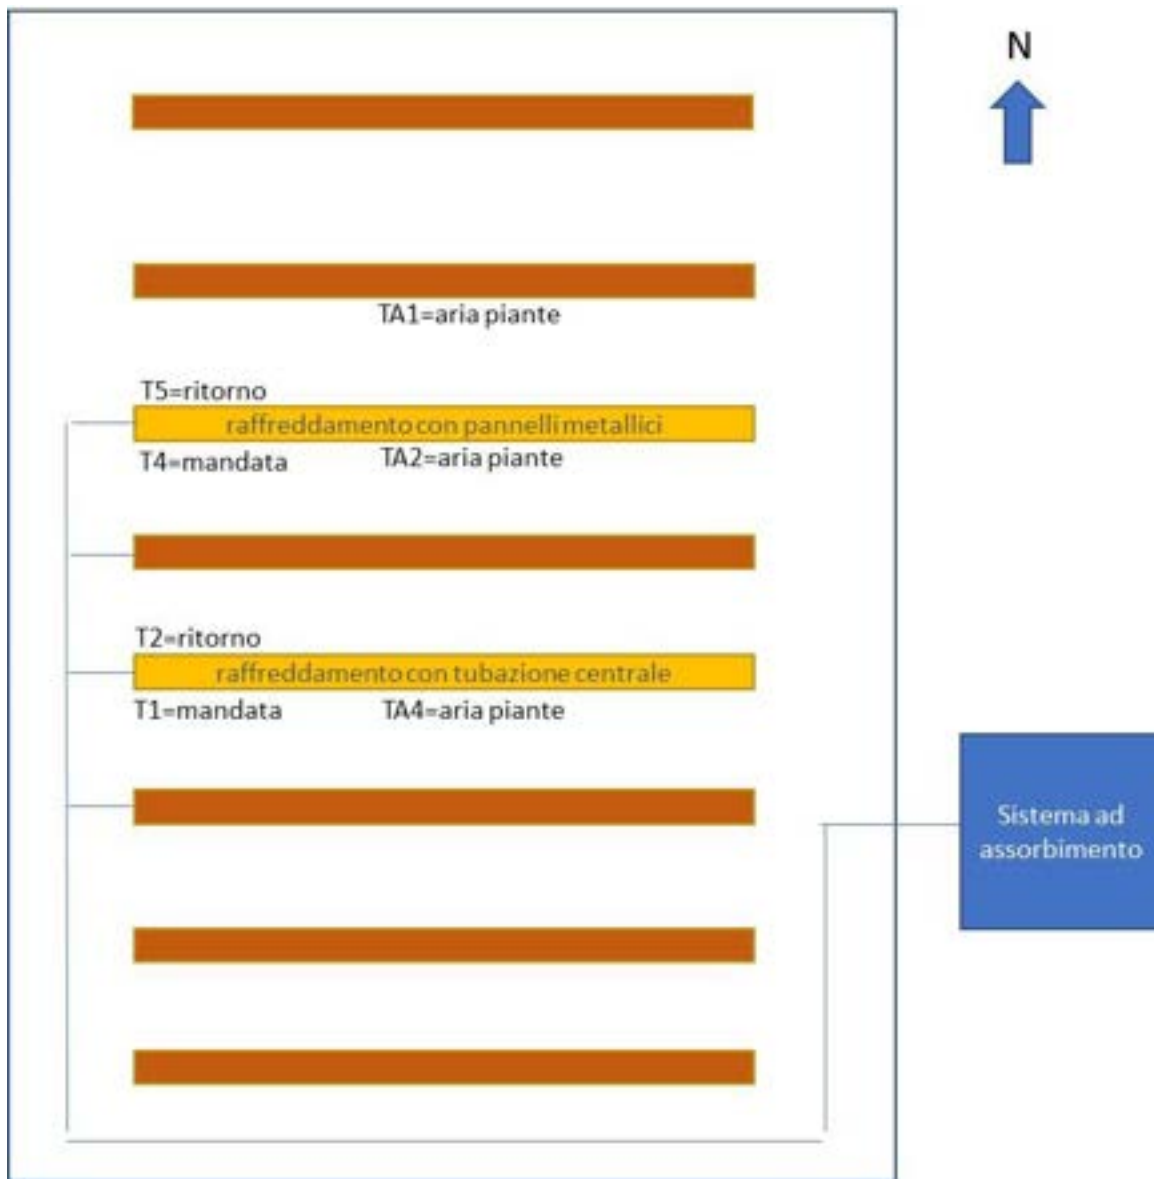 N
TA1=aria piante
T5=ritorno
raffreddamento con pannelli metallici
T4=mandata
TA2=aria piante
T2=ritorno
raffreddamento con tubazione centrale
T1=mandata
TA4=aria piante
Sistema ad
assorbimento